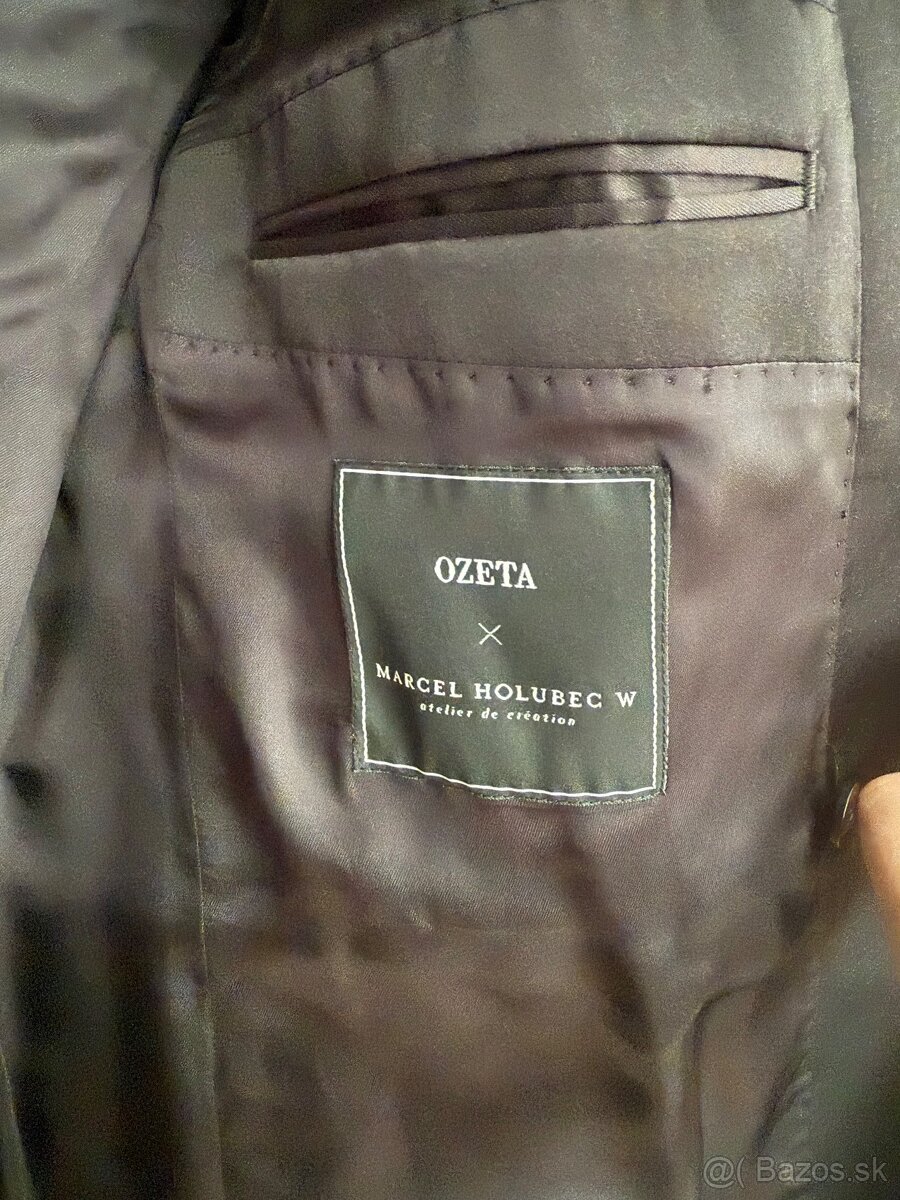 OZETA
×
MARCEL HOLUBEC W
atelier de création
@( Bazos.sk